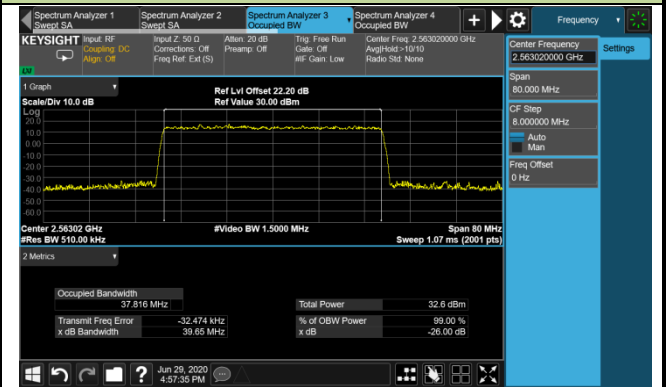 Spectrum Analyzer 1
Swept SA
Spectrum Analyzer 2
Swept SA
Spectrum Analyzer 3
Occupied BW
Spectrum Analyzer 4
Occupied BW
Frequency
KEYSIGHT
Input: RF
Coupling: DC
Align: Off
Input Z: 50 Ω
Corrections: Off
Freq Ref: Ext (S)
Atten: 20 dB
Preamp: Off
Trig: Free Run
Gate: Off
#IF Gain: Low
Center Freq: 2.563020000 GHz
Avg|Hold:>10/10
Radio Std: None
LV
Center Frequency
2.563020000 GHz
Settings
Span
80.000 MHz
CF Step
8.000000 MHz
Auto
Man
Freq Offset
0 Hz
1 Graph
Scale/Div 10.0 dB
Ref Lvl Offset 22.20 dB
Ref Value 30.00 dBm
Log
20.0
10.0
0.00
-10.0
-20.0
-30.0
-40.0
-50.0
-60.0
Center 2.56302 GHz
#Res BW 510.00 kHz
#Video BW 1.5000 MHz
Span 80 MHz
Sweep 1.07 ms (2001 pts)
2 Metrics
Occupied Bandwidth
37.816 MHz
Total Power
32.6 dBm
Transmit Freq Error
-32.474 kHz
% of OBW Power
99.00 %
x dB Bandwidth
39.65 MHz
x dB
-26.00 dB
Jun 29, 2020
4:57:35 PM